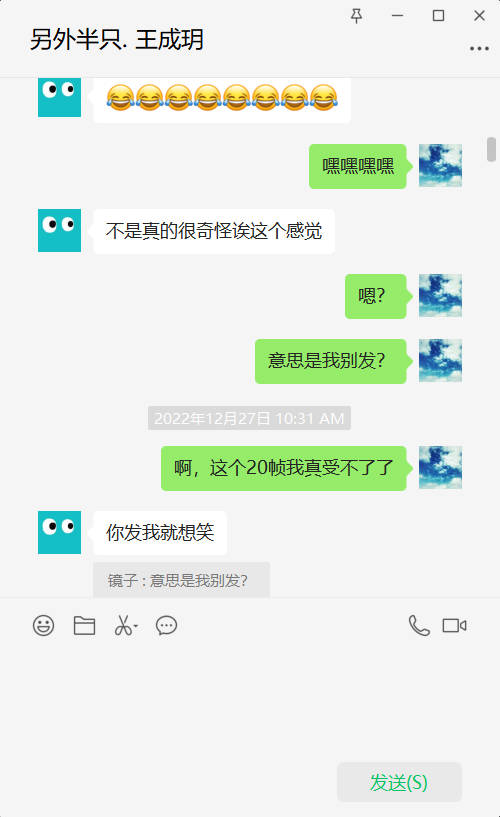 另外半只. 王成玥
😂😂😂😂😂😂😂😂
嘿嘿嘿嘿
不是真的很奇怪诶这个感觉
嗯？
意思是我别发？
2022年12月27日 10:31 AM
啊，这个20帧我真受不了了
你发我就想笑
镜子 : 意思是我别发？
发送(S)